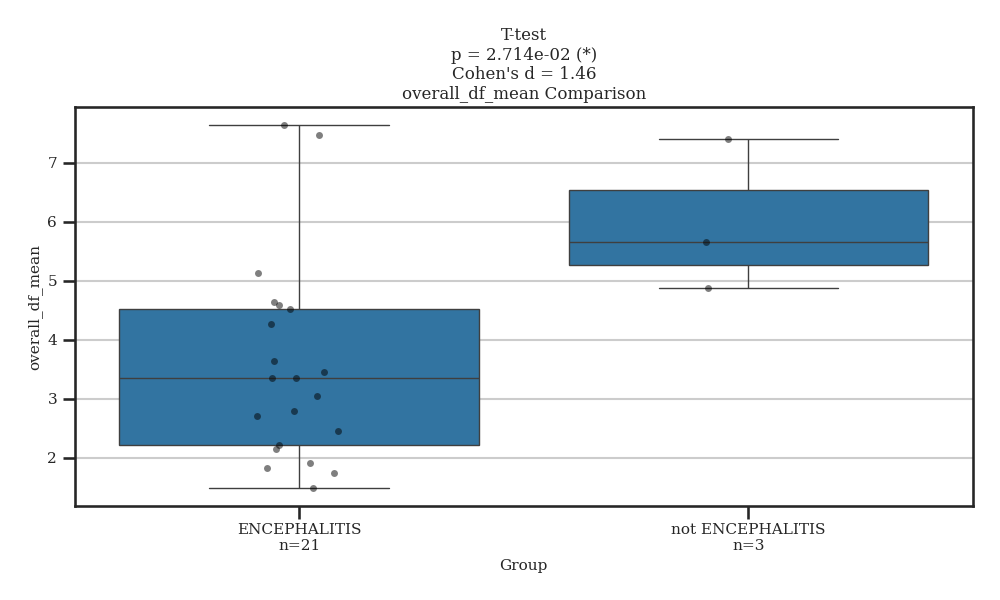 T-test
p = 2.714e-02 (*)
Cohen's d = 1.46
overall_df_mean Comparison
overall_df_mean
7
6
5
4
3
2
ENCEPHALITIS
n=21
not ENCEPHALITIS
n=3
Group